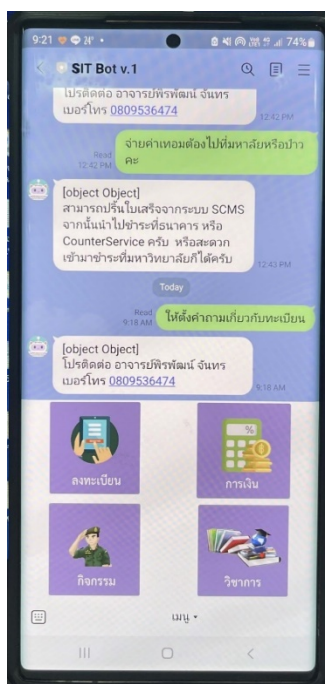 9:21
74%
SIT Bot v.1
โปรติดต่อ อาจารย์พิรพัฒน์ จันทร
เบอร์โทร 0809536474
12:42 PM
จ่ายค่าเทอมต้องไปที่มหาลัยหรือป่าว
คะ
Read
12:42 PM
[object Object]
สามารถปริ้นใบเสร็จจากระบบ SCMS
จากนั้นนำไปชำระที่ธนาคาร หรือ
CounterService ครับ หรือสะดวก
เข้ามาชำระที่มหาวิทยาลัยก็ได้ครับ
12:43 PM
Today
Read
9:18 AM
ให้ตั้งคำถามเกี่ยวกับทะเบียน
[object Object]
โปรติดต่อ อาจารย์พิรพัฒน์ จันทร
เบอร์โทร 0809536474
9:18 AM
ลงทะเบียน
การเงิน
กิจกรรม
วิชาการ
เมนู